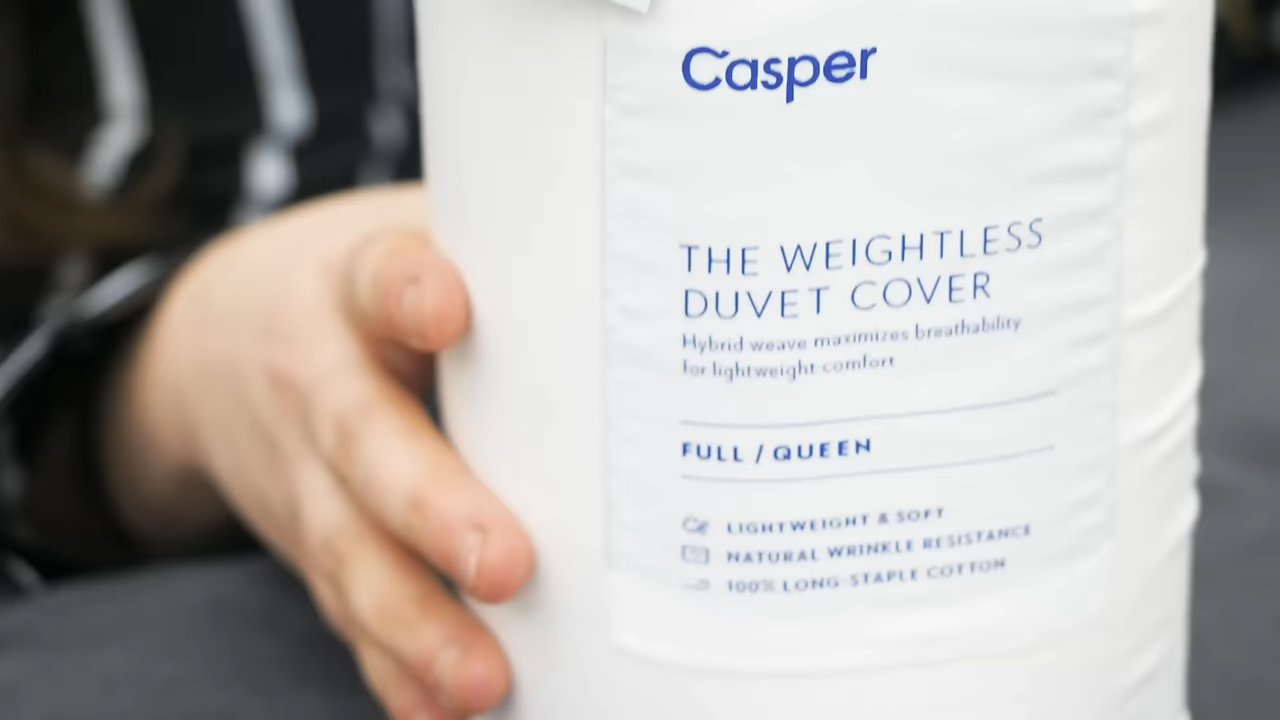 Casper
THE WEIGHTLESS
DUVET COVER
Hybrid weave maximizes breathability
for lightweight comfort
FULL / QUEEN
LIGHTWEIGHT & SOFT
NATURAL WRINKLE RESISTANCE
100% LONG-STAPLE COTTON